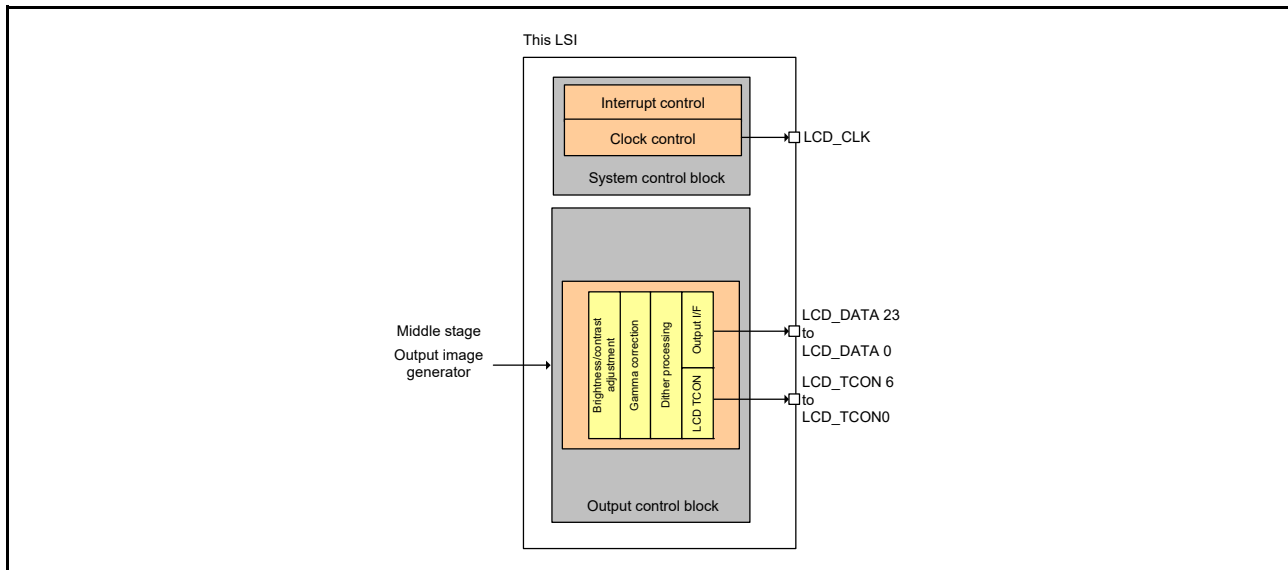 This LSI
Interrupt control
Clock control
LCD_CLK
System control block
Middle stage
Output image
generator
Brightness/contrast
adjustment
Gamma correction
Dither processing
Output I/F
LCD TCON
LCD_DATA 23
to
LCD_DATA 0
LCD_TCON 6
to
LCD_TCON0
Output control block